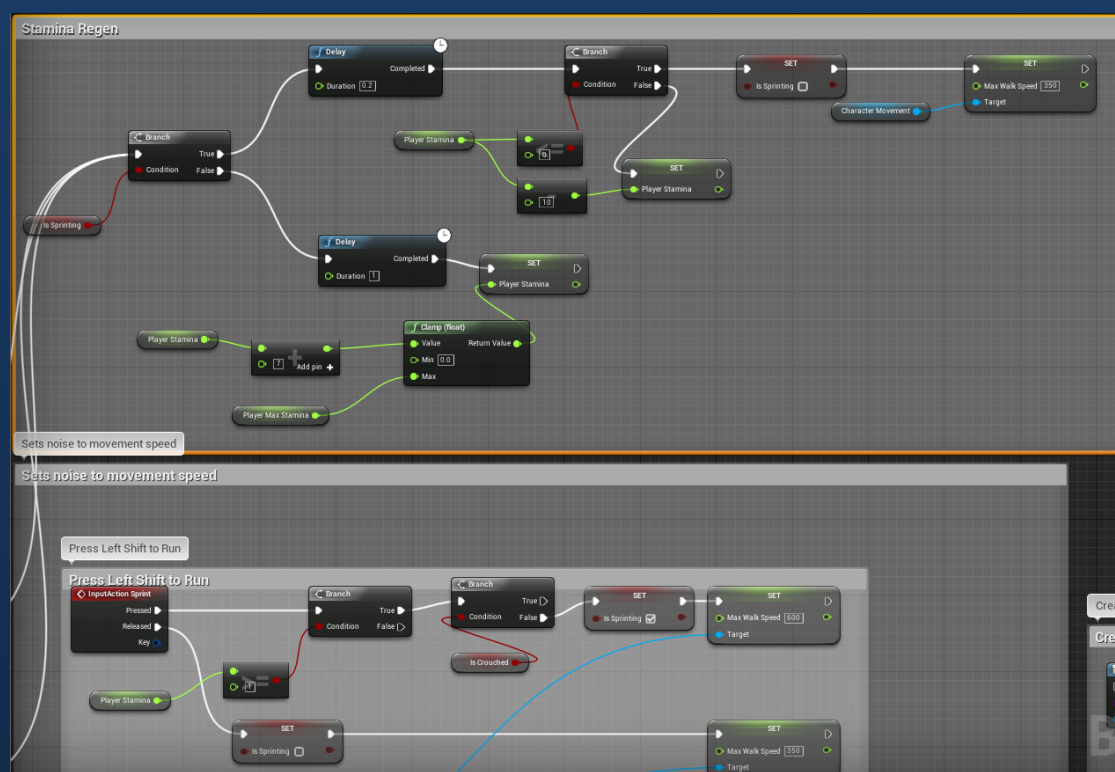 Stamina Regen
Delay
Completed
Duration 0.2
Branch
True
Condition
False
SET
Is Sprinting
SET
Max Walk Speed 350
Target
Character Movement
Branch
True
Condition
False
Is Sprinting
Player Stamina
<=
0
10
SET
Player Stamina
Delay
Completed
Duration 1
SET
Player Stamina
Clamp (float)
Value
Return Value
Min 0.0
Max
Player Stamina
+
Add pin +
Player Max Stamina
Sets noise to movement speed
Sets noise to movement speed
Press Left Shift to Run
Press Left Shift to Run
InputAction Sprint
Pressed
Released
Key
Branch
True
Condition
False
Branch
True
Condition
False
Is Crouched
SET
Is Sprinting
SET
Max Walk Speed 600
Target
Player Stamina
>=
SET
Is Sprinting
SET
Max Walk Speed 350
Target
Crea
Cre